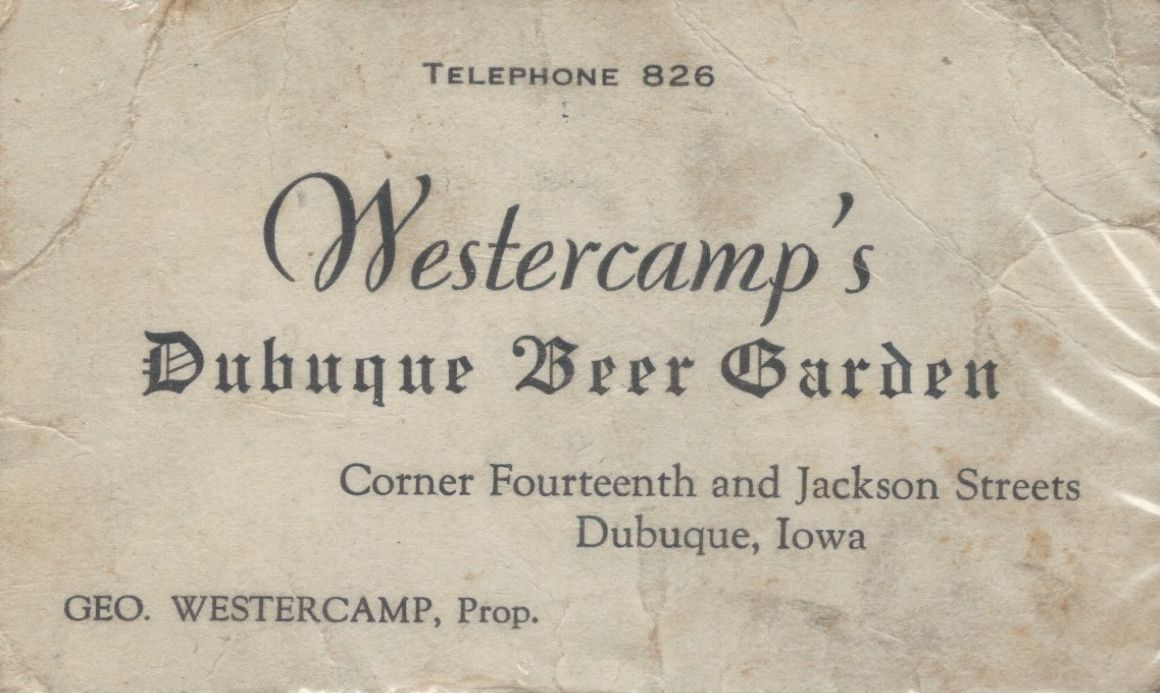 TELEPHONE 826
Westercamp's
Dubuque Beer Garden
Corner Fourteenth and Jackson Streets
Dubuque, Iowa
GEO. WESTERCAMP, Prop.